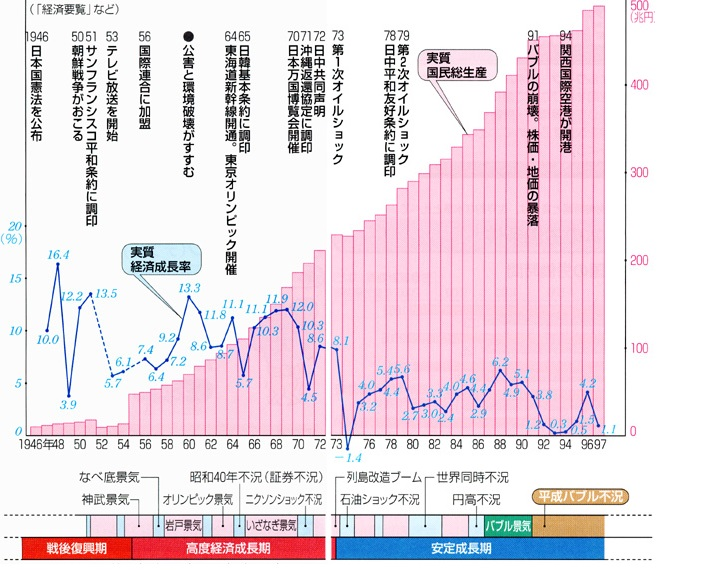 (「経済要覧」など)
1946
日本国憲法を公布
50
朝鮮戦争がおこる
51
サンフランシスコ平和条約に調印
53
テレビ放送を開始
56
国際連合に加盟
●
公害と環境破壊がすすむ
64
東海道新幹線開通。東京オリンピック開催
65
日韓基本条約に調印
70
日本万国博覧会開催
71
沖縄返還協定に調印
72
日中共同声明
73
第1次オイルショック
78
日中平和友好条約に調印
79
第2次オイルショック
91
バブルの崩壊。株価・地価の暴落
94
関西国際空港が開港
500
(兆円)
400
300
200
100
0
実質
国民総生産
実質
経済成長率
20
(%)
15
10
5
0
10.0
16.4
3.9
12.2
13.5
5.7
6.1
7.4
6.4
7.2
9.2
13.3
11.8
8.6
8.7
11.1
5.7
11.1
10.3
11.9
12.0
10.3
4.5
8.6
8.1
−1.4
3.2
4.0
4.4
5.4
5.6
2.7
3.0
3.3
2.4
4.0
4.6
2.9
4.4
6.2
4.9
5.1
3.8
1.2
0.3
0.5
1.5
4.2
1.1
1946年48 50 52 54 56 58 60 62 64 66 68 70 72 73 76 78 80 82 84 86 88 90 92 94 9697
なべ底景気
昭和40年不況(証券不況)
列島改造ブーム
世界同時不況
神武景気
オリンピック景気
ニクソンショック不況
石油ショック不況
円高不況
平成バブル不況
岩戸景気
いざなぎ景気
バブル景気
戦後復興期
高度経済成長期
安定成長期